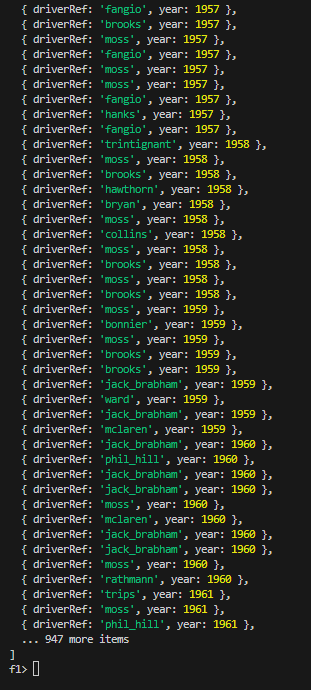 { driverRef: 'fangio', year: 1957 },
{ driverRef: 'brooks', year: 1957 },
{ driverRef: 'moss', year: 1957 },
{ driverRef: 'fangio', year: 1957 },
{ driverRef: 'moss', year: 1957 },
{ driverRef: 'moss', year: 1957 },
{ driverRef: 'fangio', year: 1957 },
{ driverRef: 'hanks', year: 1957 },
{ driverRef: 'fangio', year: 1957 },
{ driverRef: 'trintignant', year: 1958 },
{ driverRef: 'moss', year: 1958 },
{ driverRef: 'brooks', year: 1958 },
{ driverRef: 'hawthorn', year: 1958 },
{ driverRef: 'bryan', year: 1958 },
{ driverRef: 'moss', year: 1958 },
{ driverRef: 'collins', year: 1958 },
{ driverRef: 'moss', year: 1958 },
{ driverRef: 'brooks', year: 1958 },
{ driverRef: 'moss', year: 1958 },
{ driverRef: 'brooks', year: 1958 },
{ driverRef: 'moss', year: 1959 },
{ driverRef: 'bonnier', year: 1959 },
{ driverRef: 'moss', year: 1959 },
{ driverRef: 'brooks', year: 1959 },
{ driverRef: 'brooks', year: 1959 },
{ driverRef: 'jack_brabham', year: 1959 },
{ driverRef: 'ward', year: 1959 },
{ driverRef: 'jack_brabham', year: 1959 },
{ driverRef: 'mclaren', year: 1959 },
{ driverRef: 'jack_brabham', year: 1960 },
{ driverRef: 'phil_hill', year: 1960 },
{ driverRef: 'jack_brabham', year: 1960 },
{ driverRef: 'jack_brabham', year: 1960 },
{ driverRef: 'moss', year: 1960 },
{ driverRef: 'mclaren', year: 1960 },
{ driverRef: 'jack_brabham', year: 1960 },
{ driverRef: 'jack_brabham', year: 1960 },
{ driverRef: 'moss', year: 1960 },
{ driverRef: 'rathmann', year: 1960 },
{ driverRef: 'trips', year: 1961 },
{ driverRef: 'moss', year: 1961 },
{ driverRef: 'phil_hill', year: 1961 },
... 947 more items
]
f1>